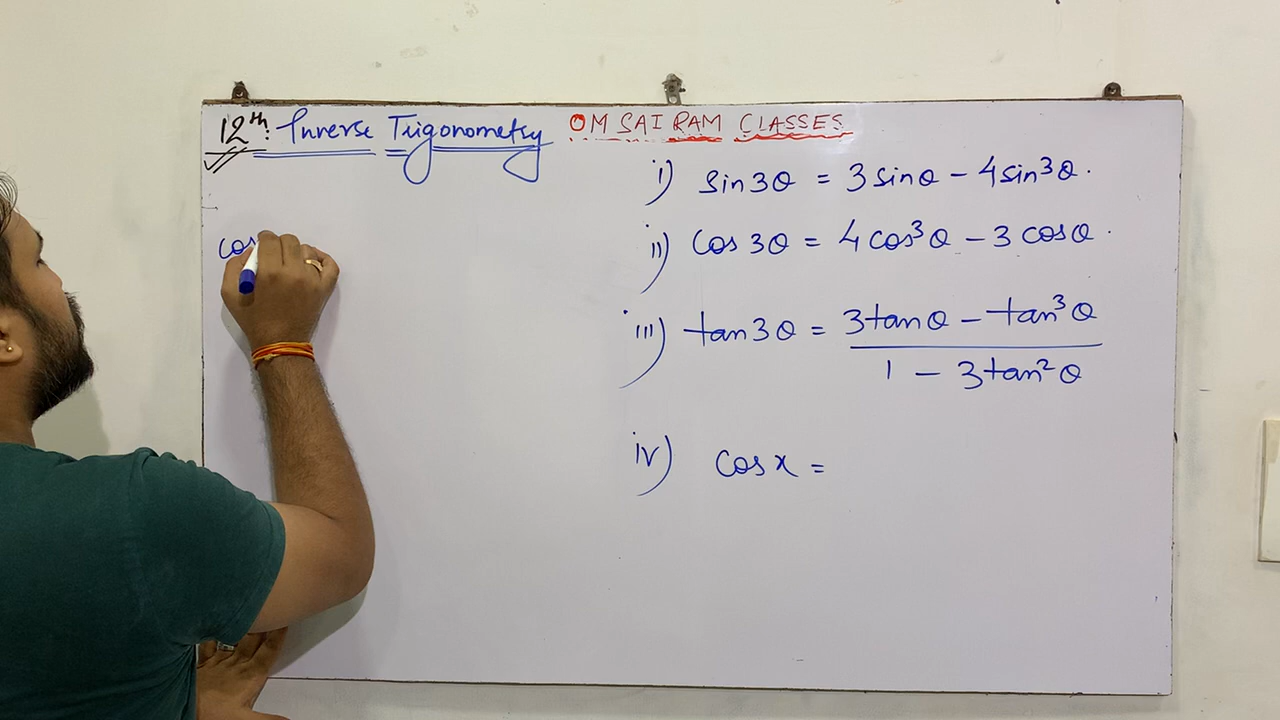 12th: Inverse Trigonometry OM SAI RAM CLASSES
i) Sin3θ = 3sinθ - 4sin³θ.
cos
ii) Cos3θ = 4cos³θ - 3cosθ.
iii) tan3θ = 3tanθ - tan³θ
1 - 3tan²θ
iv) Cosx =